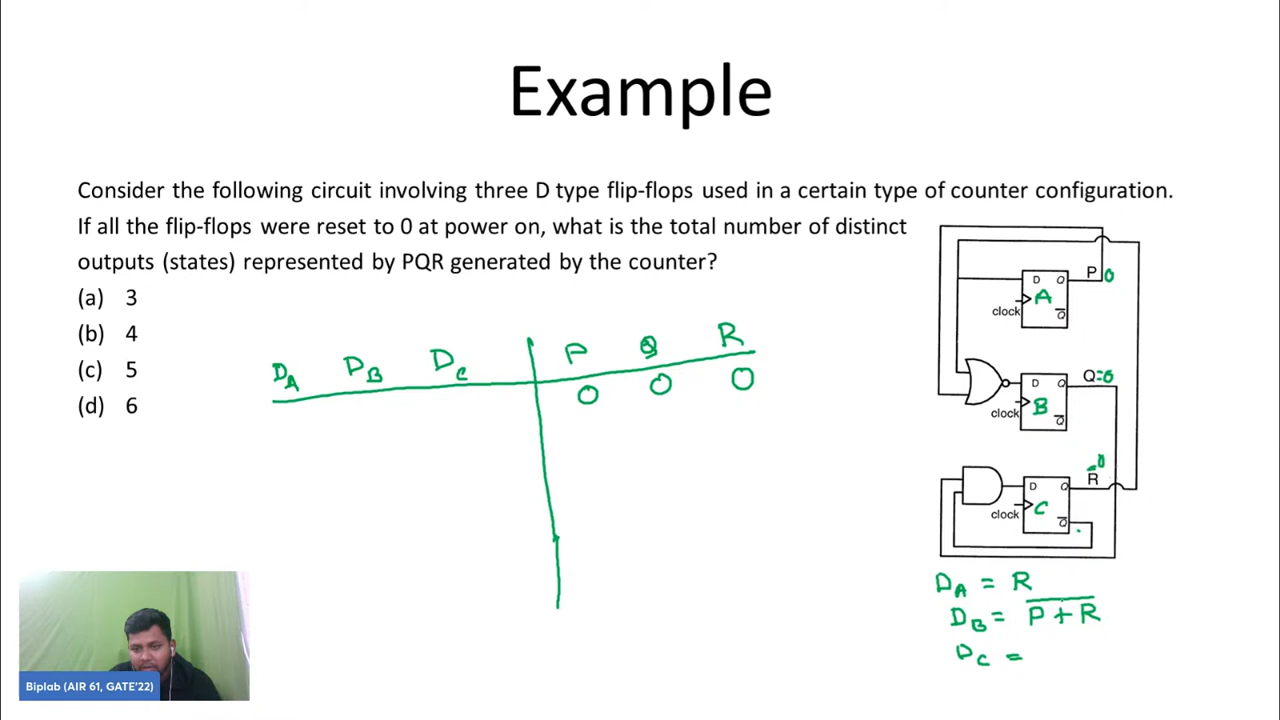 Example
Consider the following circuit involving three D type flip-flops used in a certain type of counter configuration.
If all the flip-flops were reset to 0 at power on, what is the total number of distinct
outputs (states) represented by PQR generated by the counter?
(a) 3
(b) 4
(c) 5
(d) 6
D_A D_B D_C P Q R
0 0 0
D Q P 0
A
clock Q̅
D Q Q=0
B
clock Q̅
=0
D Q R
C
clock Q̅
D_A = R
D_B = \overline{P+R}
D_C =
Biplab (AIR 61, GATE'22)